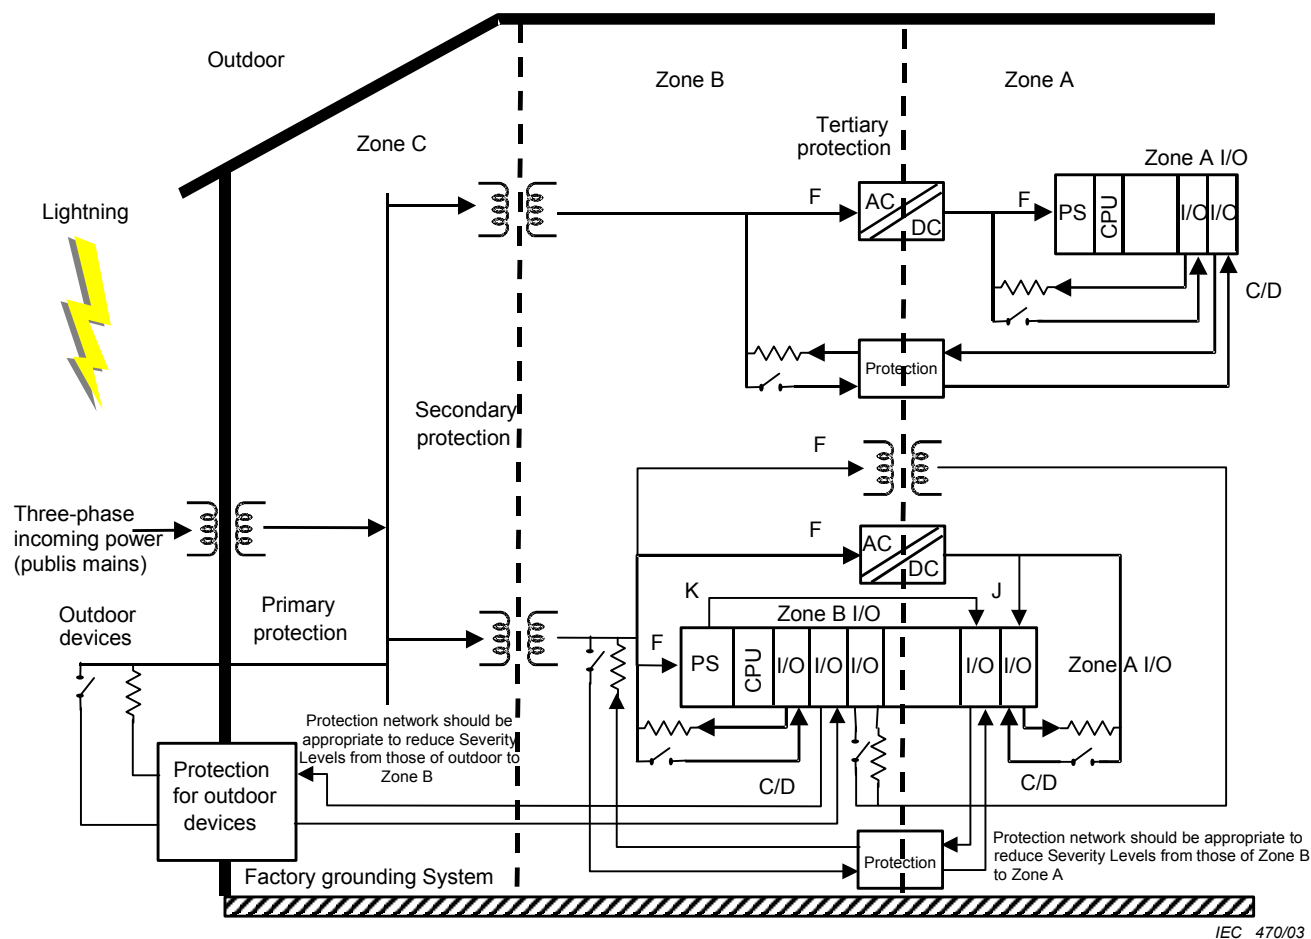 Outdoor
Zone B
Zone A
Zone C
Tertiary
protection
Zone A I/O
Lightning
F
AC
DC
F
PS
CPU
I/O
I/O
C/D
Protection
Secondary
protection
F
Three-phase
incoming power
(publis mains)
F
AC
DC
K
J
Outdoor
devices
Primary
protection
Zone B I/O
F
PS
CPU
I/O
I/O
I/O
I/O
I/O
Zone A I/O
Protection network should be
appropriate to reduce Severity
Levels from those of outdoor to
Zone B
Protection
for outdoor
devices
C/D
C/D
Protection
Protection network should be appropriate to
reduce Severity Levels from those of Zone B
to Zone A
Factory grounding System
IEC 470/03